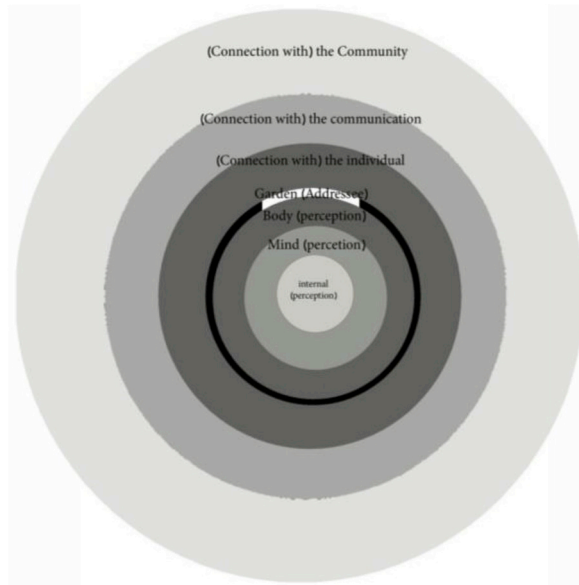 (Connection with) the Community
(Connection with) the communication
(Connection with) the individual
Garden (Addressee)
Body (perception)
Mind (percetion)
internal
(perception)